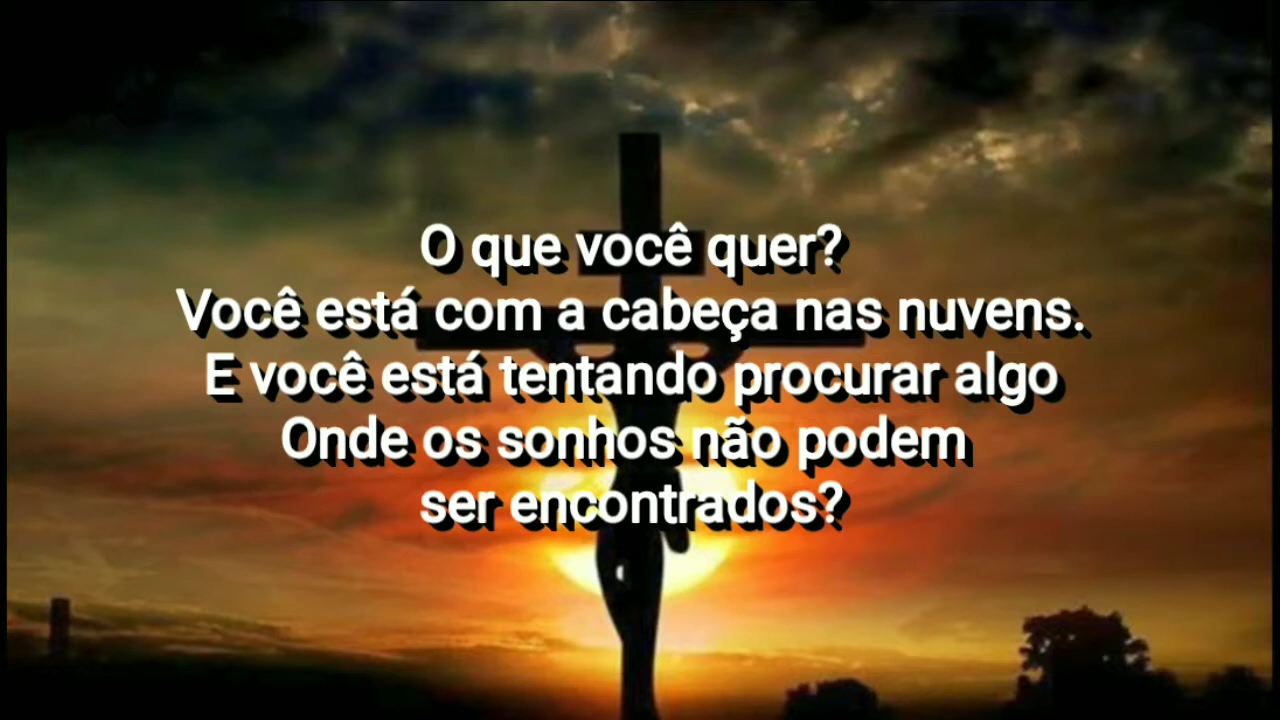 O que você quer?
Você está com a cabeça nas nuvens.
E você está tentando procurar algo
Onde os sonhos não podem
ser encontrados?